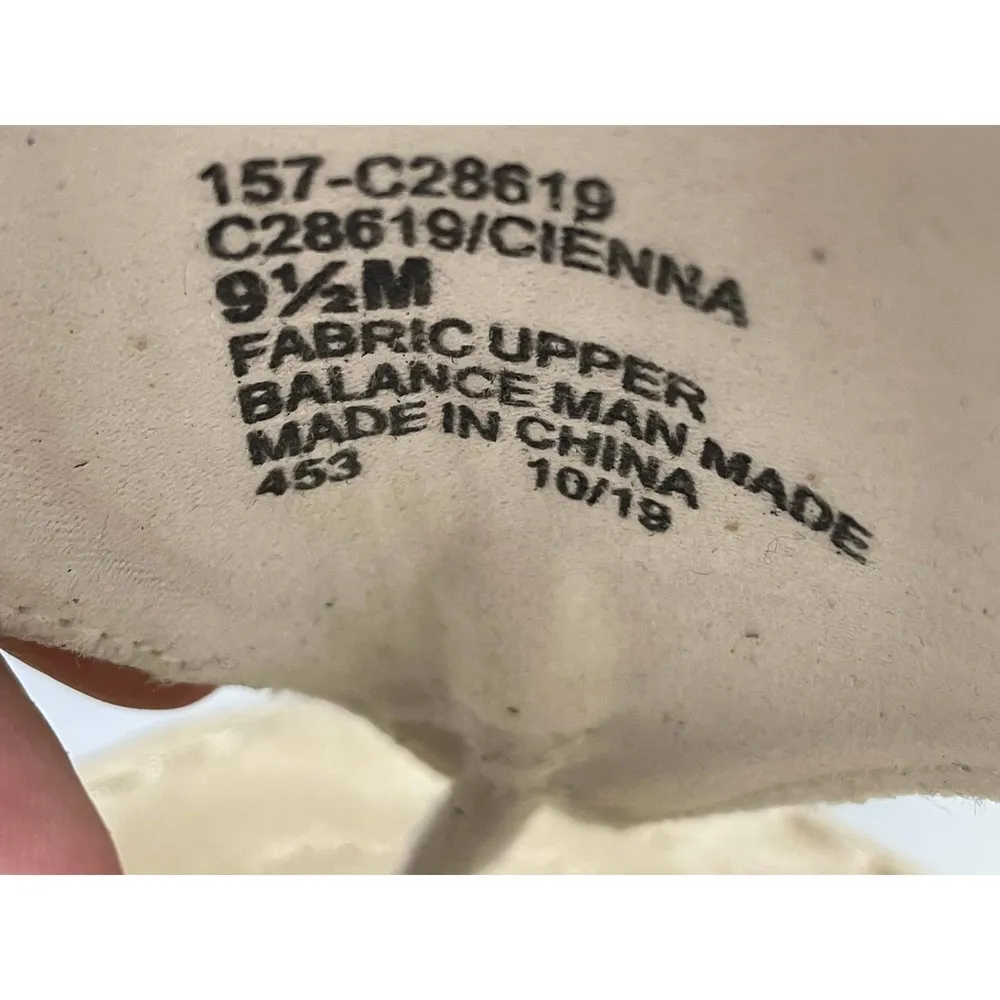 157-C28619
C28619/CIENNA
9½M
FABRIC UPPER
BALANCE MAN MADE
MADE IN CHINA
453 10/19